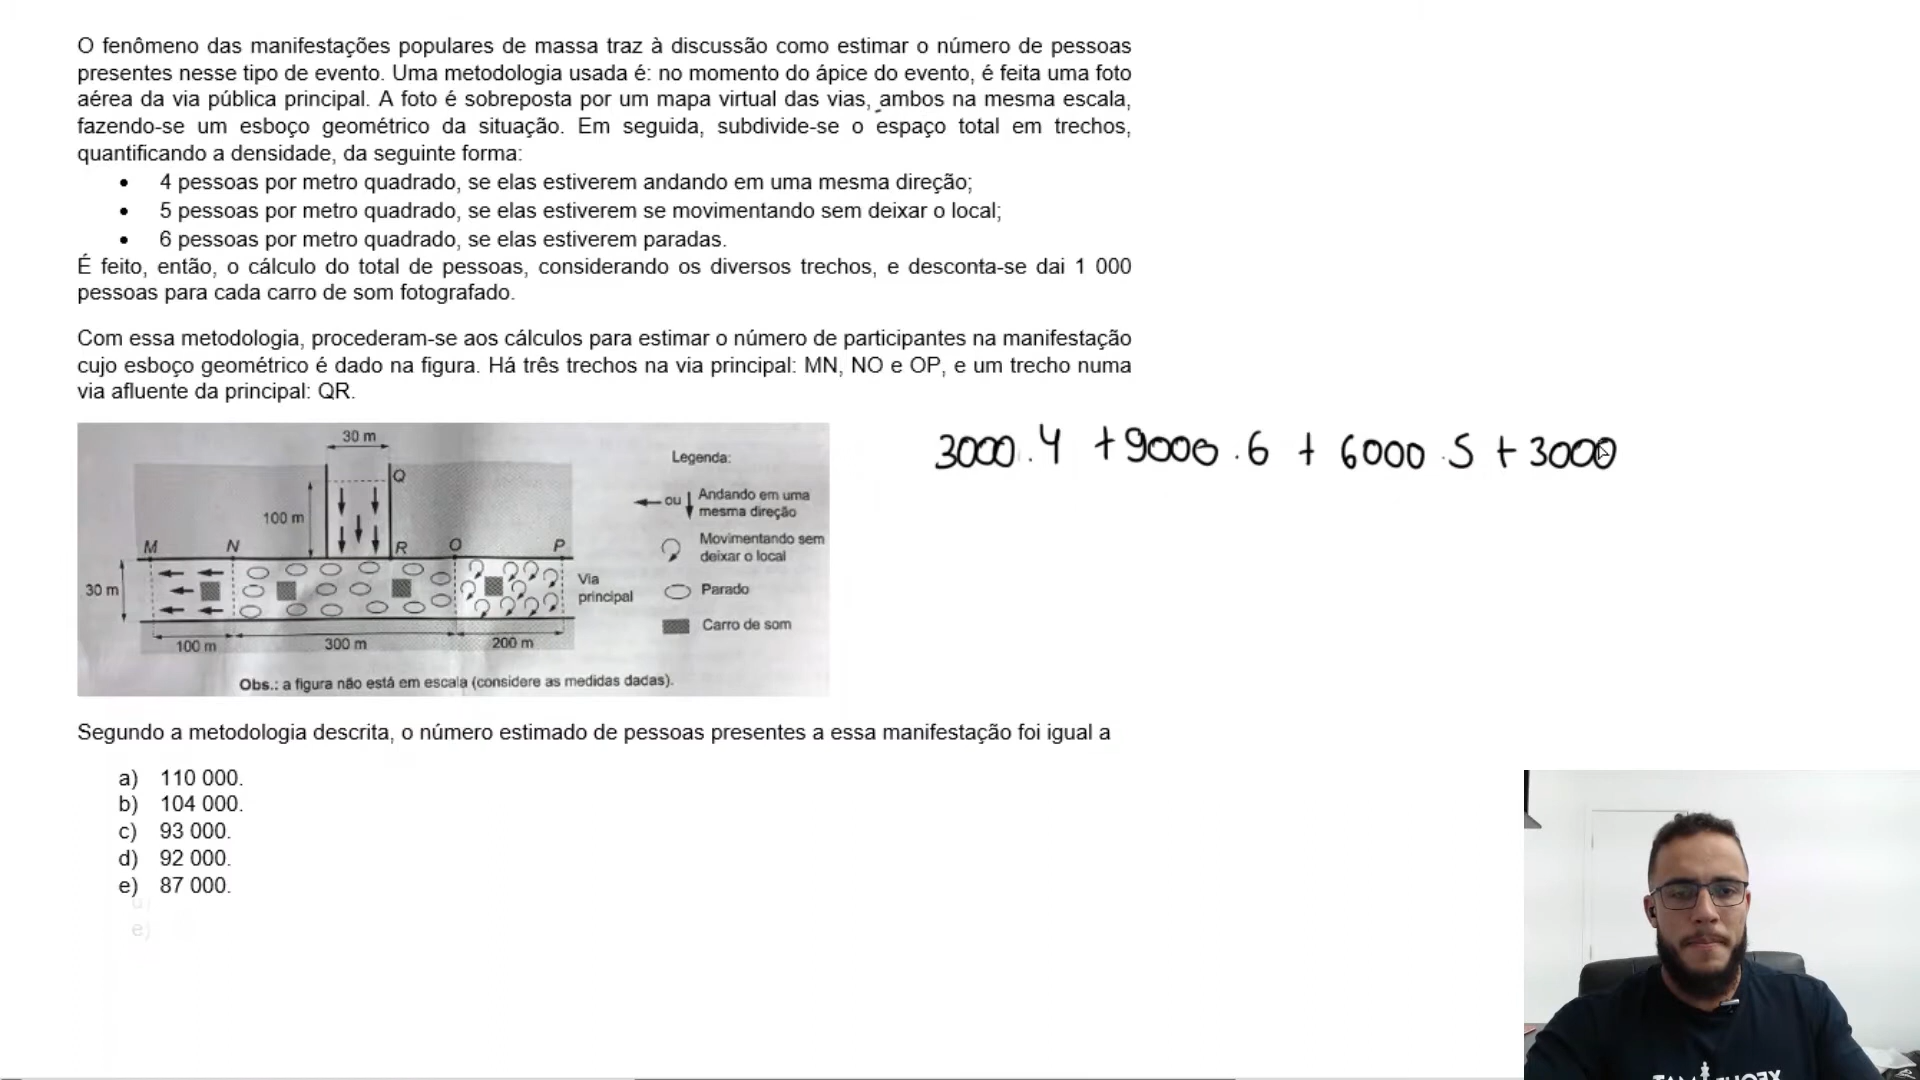 O fenômeno das manifestações populares de massa traz à discussão como estimar o número de pessoas
presentes nesse tipo de evento. Uma metodologia usada é: no momento do ápice do evento, é feita uma foto
aérea da via pública principal. A foto é sobreposta por um mapa virtual das vias, ambos na mesma escala,
fazendo-se um esboço geométrico da situação. Em seguida, subdivide-se o espaço total em trechos,
quantificando a densidade, da seguinte forma:
• 4 pessoas por metro quadrado, se elas estiverem andando em uma mesma direção;
• 5 pessoas por metro quadrado, se elas estiverem se movimentando sem deixar o local;
• 6 pessoas por metro quadrado, se elas estiverem paradas.
É feito, então, o cálculo do total de pessoas, considerando os diversos trechos, e desconta-se dai 1 000
pessoas para cada carro de som fotografado.
Com essa metodologia, procederam-se aos cálculos para estimar o número de participantes na manifestação
cujo esboço geométrico é dado na figura. Há três trechos na via principal: MN, NO e OP, e um trecho numa
via afluente da principal: QR.
3000.4 +9000.6 + 6000.5 + 3000
30 m
Q
100 m
M N R O P
30 m
Via
principal
100 m 300 m 200 m
Legenda:
ou
Andando em uma
mesma direção
Movimentando sem
deixar o local
Parado
Carro de som
Obs.: a figura não está em escala (considere as medidas dadas).
Segundo a metodologia descrita, o número estimado de pessoas presentes a essa manifestação foi igual a
a) 110 000.
b) 104 000.
c) 93 000.
d) 92 000.
e) 87 000.
e)